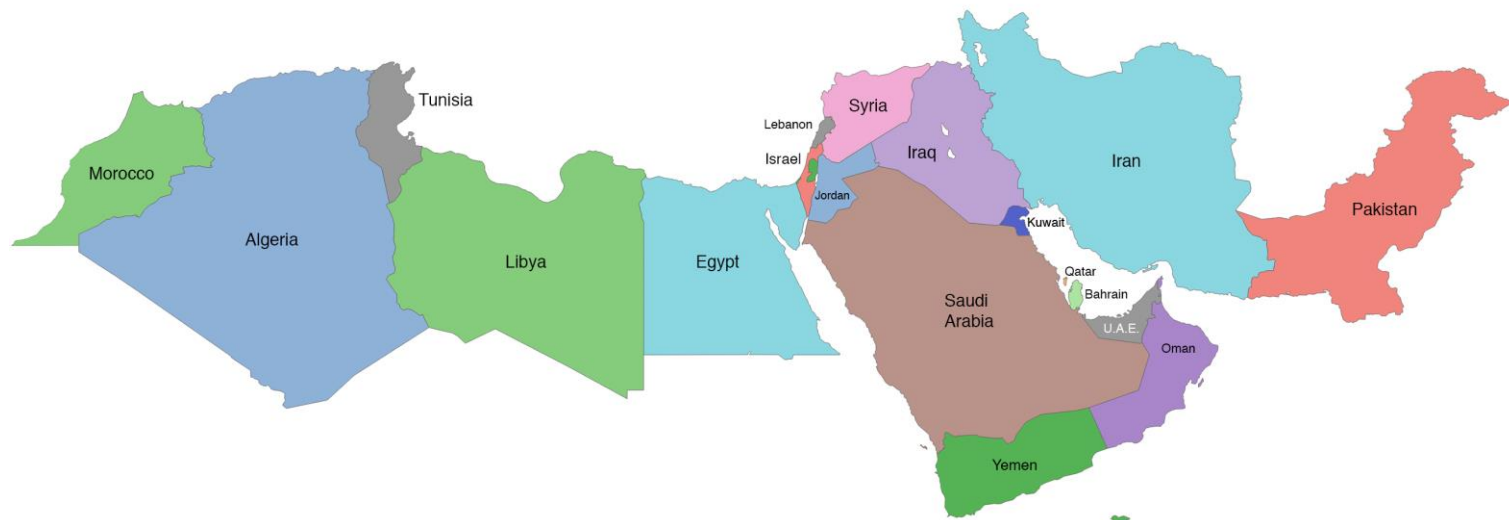 Tunisia
Syria
Lebanon
Israel
Iraq
Iran
Morocco
Jordan
Pakistan
Kuwait
Algeria
Libya
Egypt
Qatar
Bahrain
Saudi
Arabia
U.A.E.
Oman
Yemen